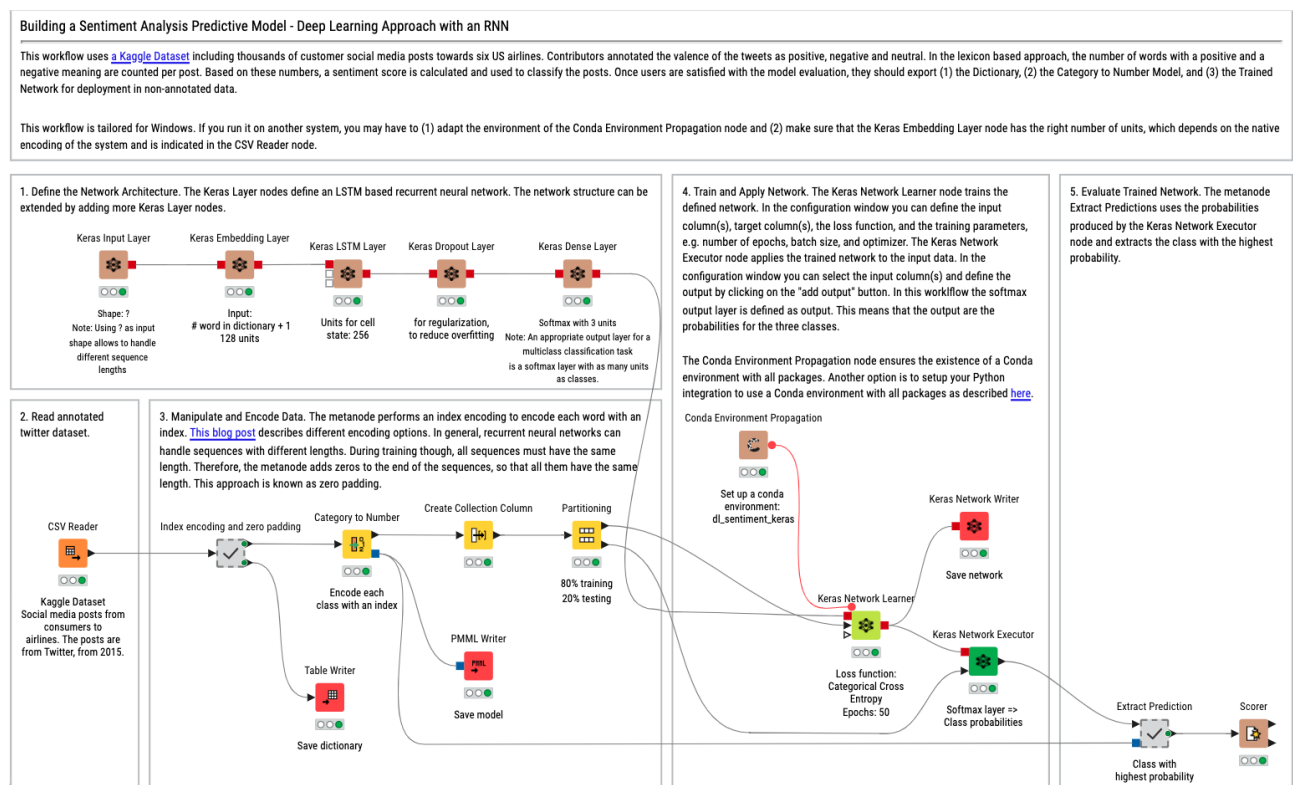 Building a Sentiment Analysis Predictive Model - Deep Learning Approach with an RNN
This workflow uses a Kaggle Dataset including thousands of customer social media posts towards six US airlines. Contributors annotated the valence of the tweets as positive, negative and neutral. In the lexicon based approach, the number of words with a positive and a
negative meaning are counted per post. Based on these numbers, a sentiment score is calculated and used to classify the posts. Once users are satisfied with the model evaluation, they should export (1) the Dictionary, (2) the Category to Number Model, and (3) the Trained
Network for deployment in non-annotated data.
This workflow is tailored for Windows. If you run it on another system, you may have to (1) adapt the environment of the Conda Environment Propagation node and (2) make sure that the Keras Embedding Layer node has the right number of units, which depends on the native
encoding of the system and is indicated in the CSV Reader node.
1. Define the Network Architecture. The Keras Layer nodes define an LSTM based recurrent neural network. The network structure can be
extended by adding more Keras Layer nodes.
Keras Input Layer
Shape: ?
Note: Using ? as input
shape allows to handle
different sequence
lengths
Keras Embedding Layer
Input:
# word in dictionary + 1
128 units
Keras LSTM Layer
Units for cell
state: 256
Keras Dropout Layer
for regularization,
to reduce overfitting
Keras Dense Layer
Softmax with 3 units
Note: An appropriate output layer for a
multiclass classification task
is a softmax layer with as many units
as classes.
2. Read annotated
twitter dataset.
CSV Reader
Kaggle Dataset
Social media posts from
consumers to
airlines. The posts are
from Twitter, from 2015.
3. Manipulate and Encode Data. The metanode performs an index encoding to encode each word with an
index. This blog post describes different encoding options. In general, recurrent neural networks can
handle sequences with different lengths. During training though, all sequences must have the same
length. Therefore, the metanode adds zeros to the end of the sequences, so that all them have the same
length. This approach is known as zero padding.
Index encoding and zero padding
Category to Number
Encode each
class with an index
Create Collection Column
Partitioning
80% training
20% testing
Table Writer
Save dictionary
PMML Writer
PMML
Save model
4. Train and Apply Network. The Keras Network Learner node trains the
defined network. In the configuration window you can define the input
column(s), target column(s), the loss function, and the training parameters,
e.g. number of epochs, batch size, and optimizer. The Keras Network
Executor node applies the trained network to the input data. In the
configuration window you can select the input column(s) and define the
output by clicking on the "add output" button. In this worklflow the softmax
output layer is defined as output. This means that the output are the
probabilities for the three classes.
The Conda Environment Propagation node ensures the existence of a Conda
environment with all packages. Another option is to setup your Python
integration to use a Conda environment with all packages as described here.
Conda Environment Propagation
Set up a conda
environment:
dl_sentiment_keras
Keras Network Writer
Save network
Keras Network Learner
Loss function:
Categorical Cross
Entropy
Epochs: 50
Keras Network Executor
Softmax layer =>
Class probabilities
5. Evaluate Trained Network. The metanode
Extract Predictions uses the probabilities
produced by the Keras Network Executor
node and extracts the class with the highest
probability.
Extract Prediction
Class with
highest probability
Scorer